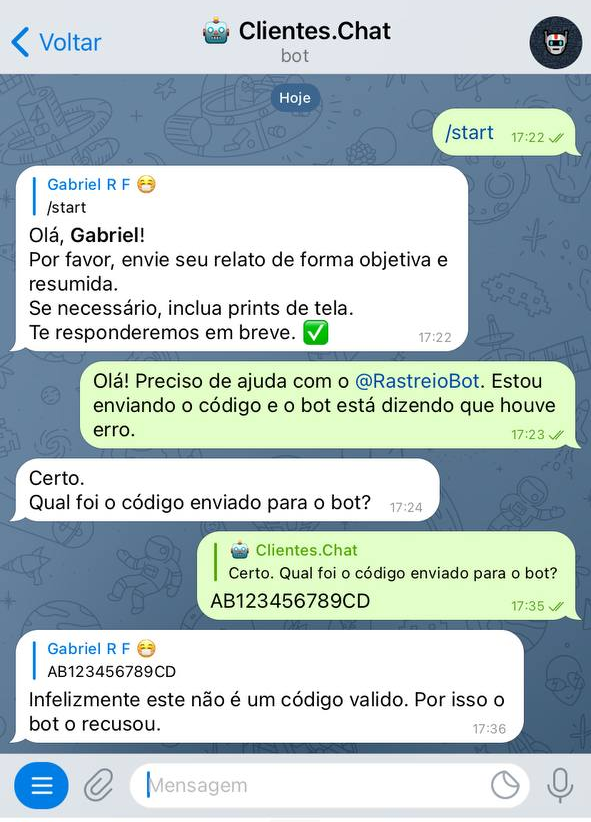 Voltar
🤖 Clientes.Chat
bot
Hoje
/start 17:22
Gabriel R F 😷
/start
Olá, Gabriel!
Por favor, envie seu relato de forma objetiva e
resumida.
Se necessário, inclua prints de tela.
Te responderemos em breve. ✅ 17:22
Olá! Preciso de ajuda com o @RastreioBot. Estou
enviando o código e o bot está dizendo que houve
erro. 17:23
Certo.
Qual foi o código enviado para o bot? 17:24
🤖 Clientes.Chat
Certo. Qual foi o código enviado para o bot?
AB123456789CD 17:35
Gabriel R F 😷
AB123456789CD
Infelizmente este não é um código valido. Por isso o
bot o recusou. 17:36
Mensagem